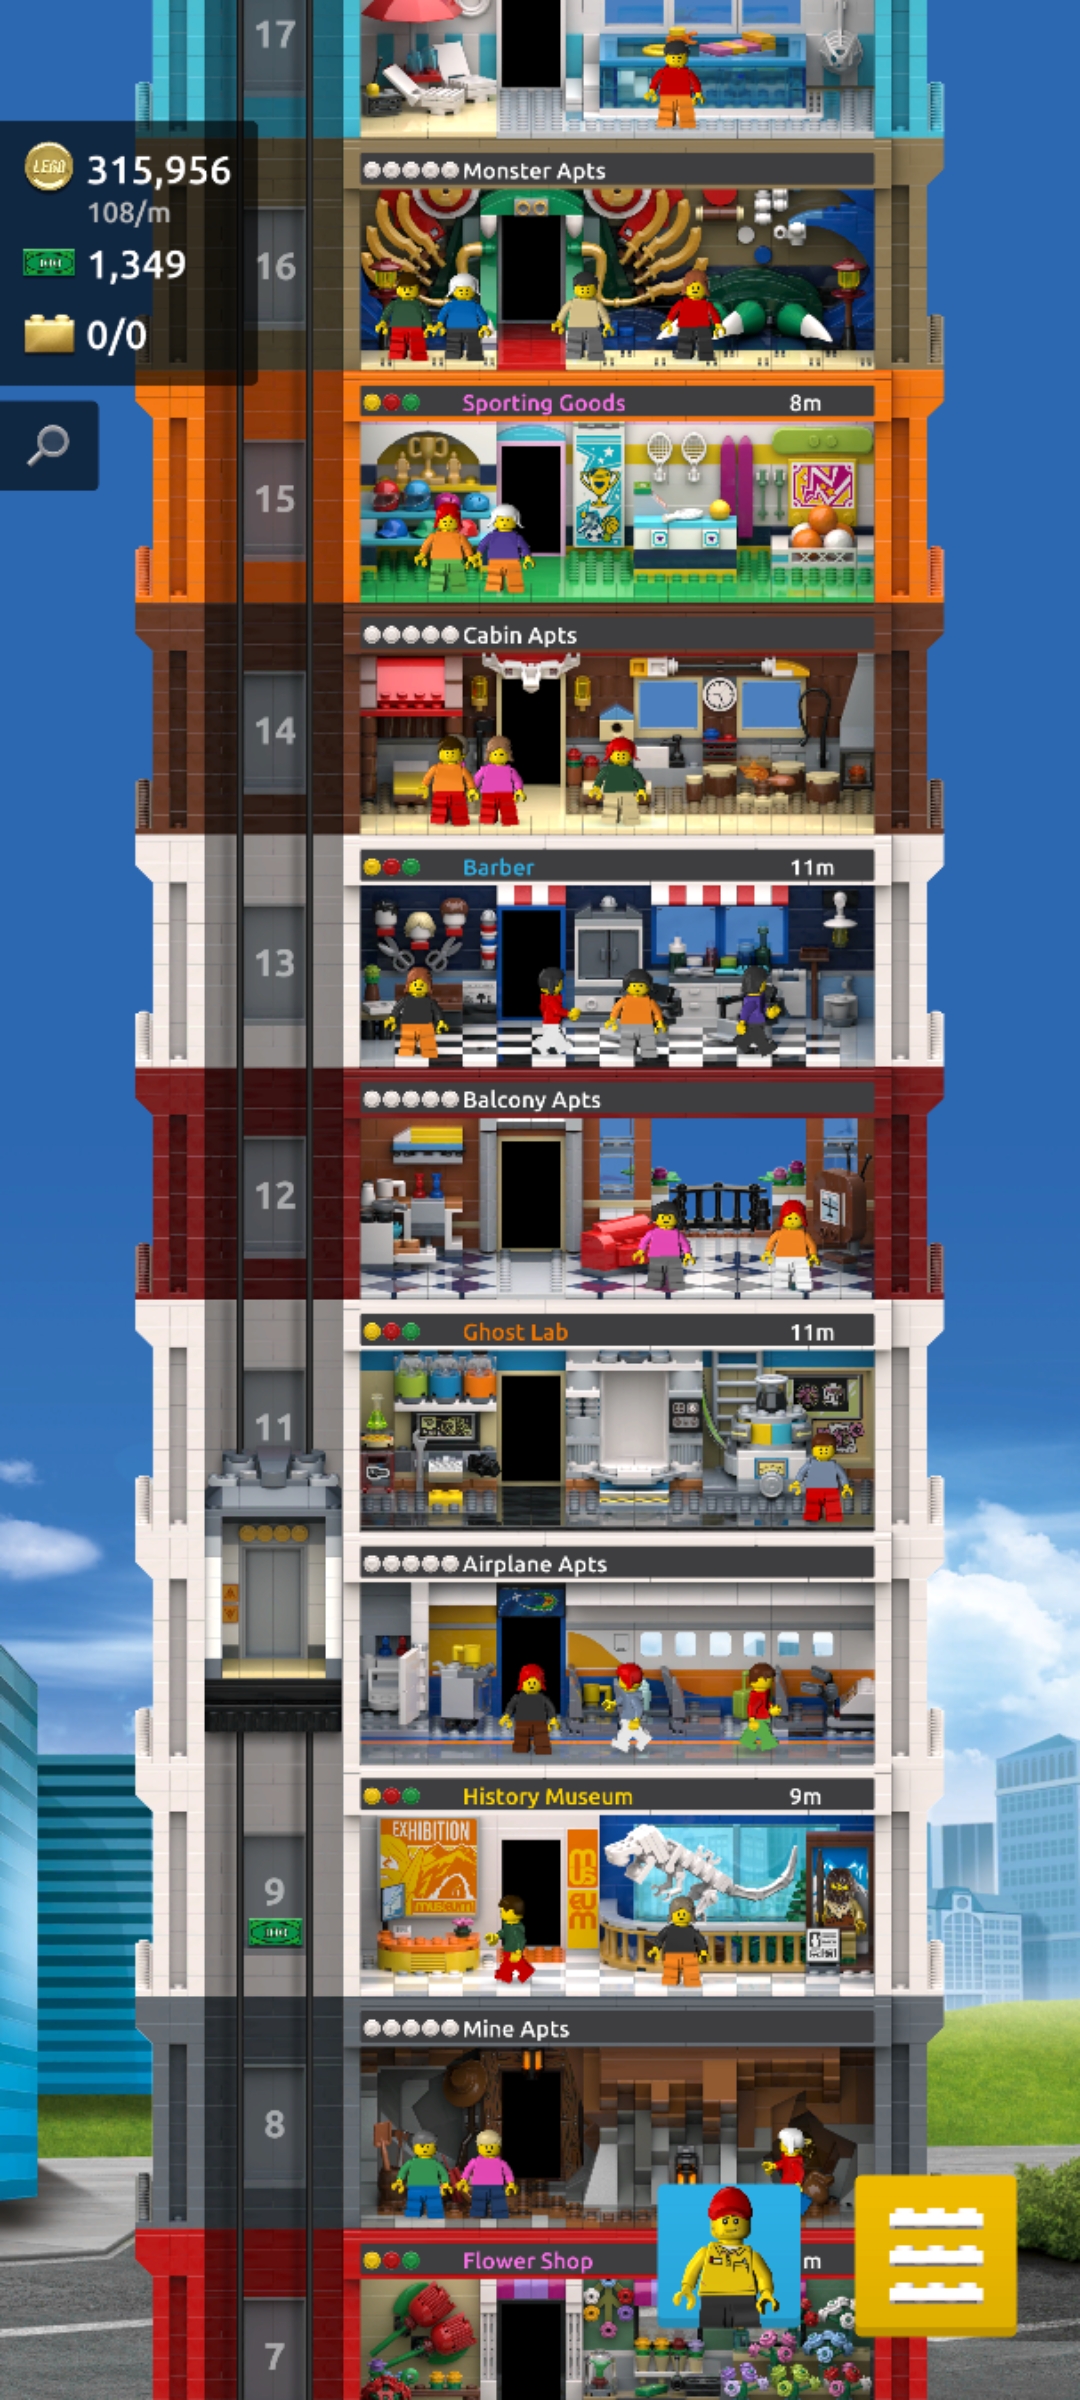 17
LEGO 315,956
108/m
1,349
0/0
Monster Apts
16
Sporting Goods 8m
15
Cabin Apts
14
Barber 11m
13
Balcony Apts
12
Ghost Lab 11m
11
Airplane Apts
History Museum 9m
EXHIBITION
museum
mus
eum
9
Mine Apts
8
Flower Shop m
7